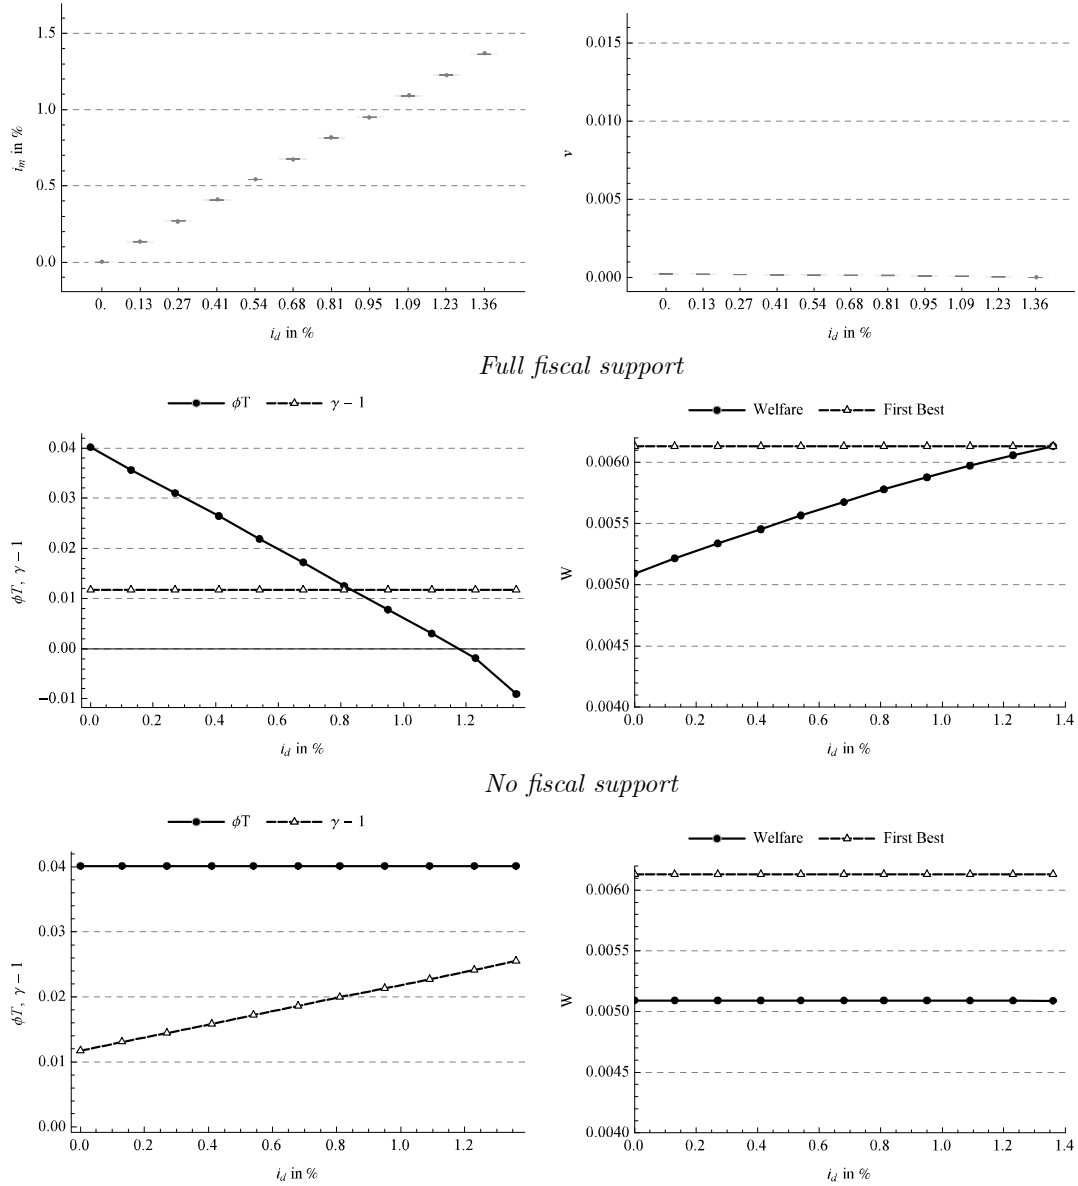 1.5
1.0
0.5
0.0
i_m in %
0. 0.13 0.27 0.41 0.54 0.68 0.81 0.95 1.09 1.23 1.36
i_d in %
0.015
0.010
0.005
0.000
v
0. 0.13 0.27 0.41 0.54 0.68 0.81 0.95 1.09 1.23 1.36
i_d in %
Full fiscal support
ϕT γ − 1
0.04
0.03
0.02
0.01
0.00
−0.01
ϕT, γ − 1
0.0 0.2 0.4 0.6 0.8 1.0 1.2
i_d in %
Welfare First Best
0.0060
0.0055
0.0050
0.0045
0.0040
W
0.0 0.2 0.4 0.6 0.8 1.0 1.2 1.4
i_d in %
No fiscal support
ϕT γ − 1
0.04
0.03
0.02
0.01
0.00
ϕT, γ − 1
0.0 0.2 0.4 0.6 0.8 1.0 1.2
i_d in %
Welfare First Best
0.0060
0.0055
0.0050
0.0045
0.0040
W
0.0 0.2 0.4 0.6 0.8 1.0 1.2 1.4
i_d in %